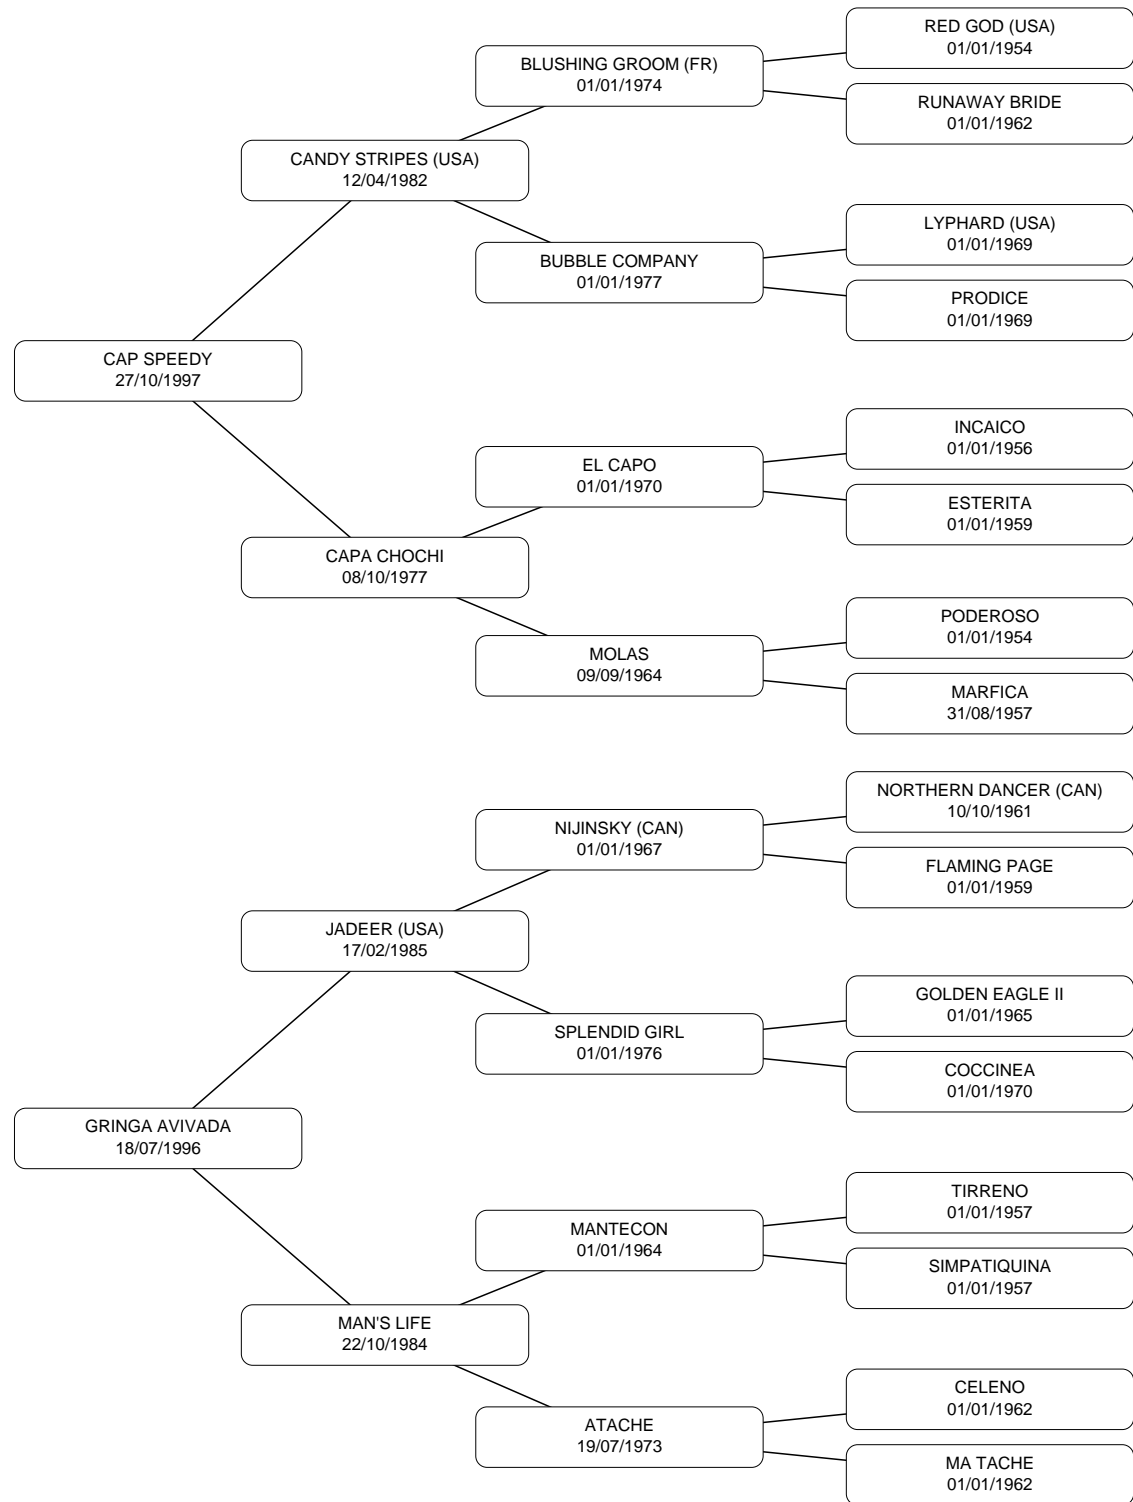 RED GOD (USA)
01/01/1954
BLUSHING GROOM (FR)
01/01/1974
RUNAWAY BRIDE
01/01/1962
CANDY STRIPES (USA)
12/04/1982
LYPHARD (USA)
01/01/1969
BUBBLE COMPANY
01/01/1977
PRODICE
01/01/1969
CAP SPEEDY
27/10/1997
INCAICO
01/01/1956
EL CAPO
01/01/1970
ESTERITA
01/01/1959
CAPA CHOCHI
08/10/1977
PODEROSO
01/01/1954
MOLAS
09/09/1964
MARFICA
31/08/1957
NORTHERN DANCER (CAN)
10/10/1961
NIJINSKY (CAN)
01/01/1967
FLAMING PAGE
01/01/1959
JADEER (USA)
17/02/1985
GOLDEN EAGLE II
01/01/1965
SPLENDID GIRL
01/01/1976
COCCINEA
01/01/1970
GRINGA AVIVADA
18/07/1996
TIRRENO
01/01/1957
MANTECON
01/01/1964
SIMPATIQUINA
01/01/1957
MAN'S LIFE
22/10/1984
CELENO
01/01/1962
ATACHE
19/07/1973
MA TACHE
01/01/1962